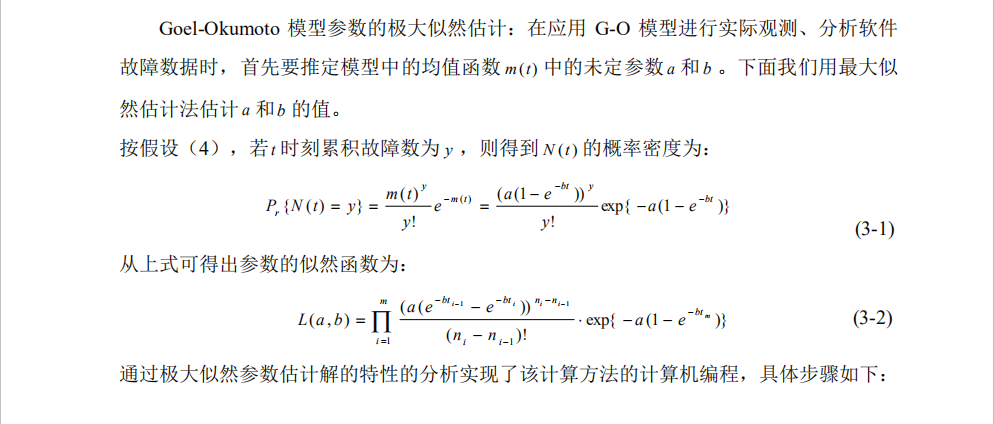 Goel-Okumoto 模型参数的极大似然估计：在应用 G-O 模型进行实际观测、分析软件
故障数据时，首先要推定模型中的均值函数 m(t) 中的未定参数 a 和 b 。下面我们用最大似
然估计法估计 a 和 b 的值。
按假设（4），若 t 时刻累积故障数为 y ，则得到 N(t) 的概率密度为：
P_r{N(t) = y} = \frac{m(t)^y}{y!} e^{-m(t)} = \frac{(a(1 - e^{-bt}))^y}{y!} exp{ -a(1 - e^{-bt})} (3-1)
从上式可得出参数的似然函数为：
L(a,b) = \prod_{i=1}^{m} \frac{(a(e^{-bt_{i-1}} - e^{-bt_i}))^{n_i - n_{i-1}}}{(n_i - n_{i-1})!} · exp{ -a(1 - e^{-bt_m})} (3-2)
通过极大似然参数估计解的特性的分析实现了该计算方法的计算机编程，具体步骤如下：